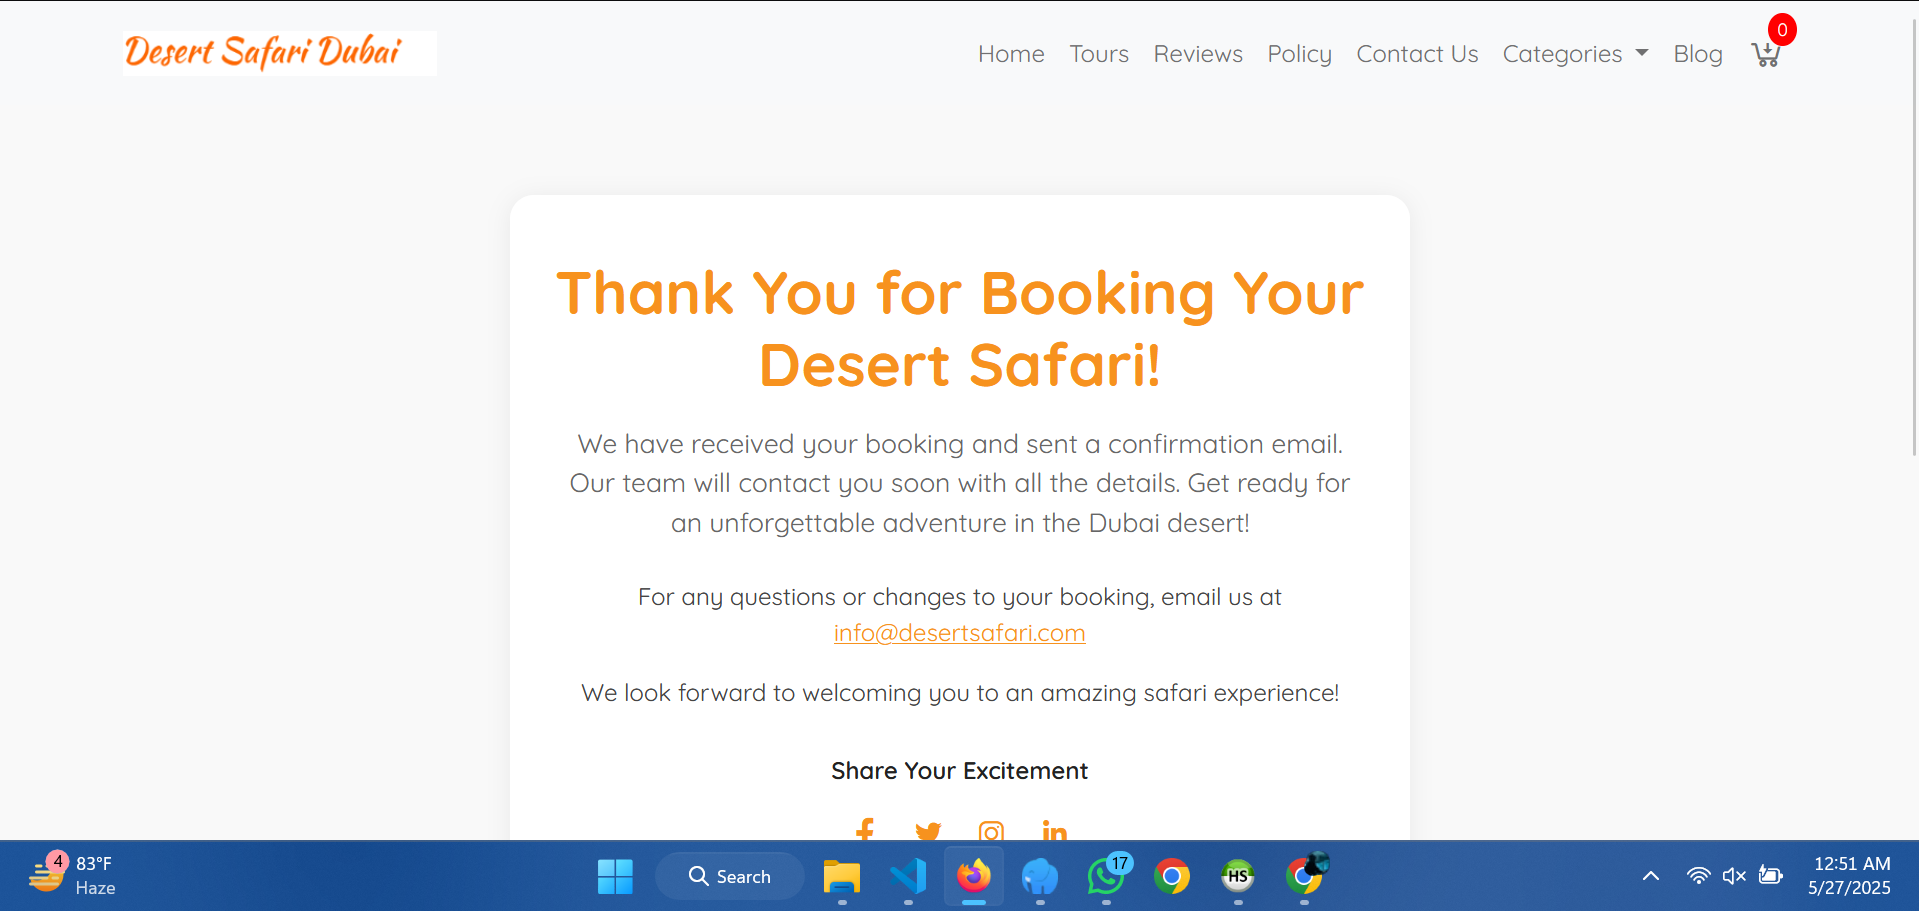 Desert Safari Dubai
Home Tours Reviews Policy Contact Us Categories Blog 0
Thank You for Booking Your
Desert Safari!
We have received your booking and sent a confirmation email.
Our team will contact you soon with all the details. Get ready for
an unforgettable adventure in the Dubai desert!
For any questions or changes to your booking, email us at
info@desertsafari.com
We look forward to welcoming you to an amazing safari experience!
Share Your Excitement
4 83°F
Haze
Search
17
HS
12:51 AM
5/27/2025